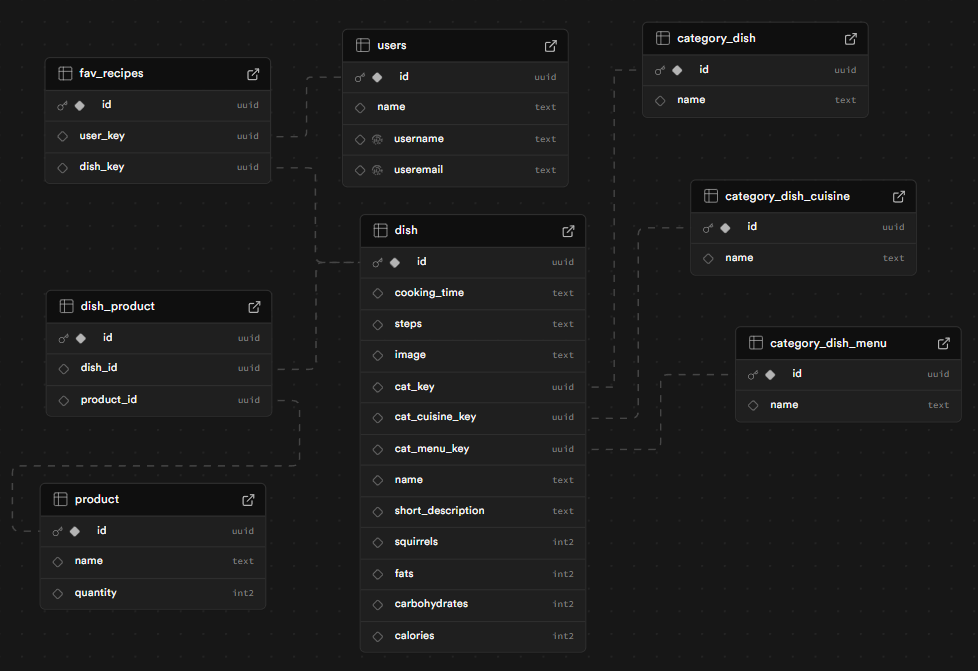 fav_recipes
id uuid
user_key uuid
dish_key uuid
users
id uuid
name text
username text
useremail text
category_dish
id uuid
name text
category_dish_cuisine
id uuid
name text
dish
id uuid
cooking_time text
steps text
image text
cat_key uuid
cat_cuisine_key uuid
cat_menu_key uuid
name text
short_description text
squirrels int2
fats int2
carbohydrates int2
calories int2
dish_product
id uuid
dish_id uuid
product_id uuid
category_dish_menu
id uuid
name text
product
id uuid
name text
quantity int2